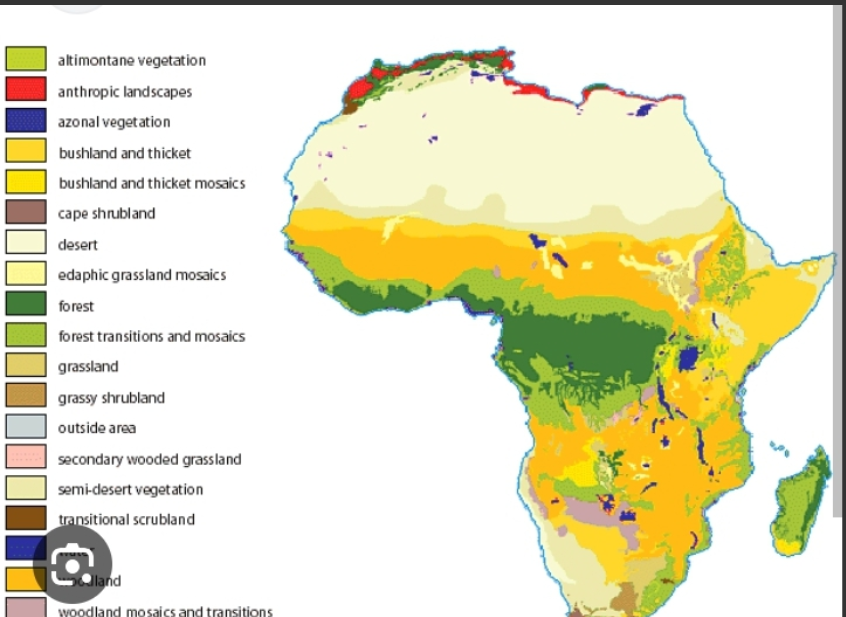 altimontane vegetation
anthropic landscapes
azonal vegetation
bushland and thicket
bushland and thicket mosaics
cape shrubland
desert
edaphic grassland mosaics
forest
forest transitions and mosaics
grassland
grassy shrubland
outside area
secondary wooded grassland
semi-desert vegetation
transitional scrubland
water
woodland
woodland mosaics and transitions